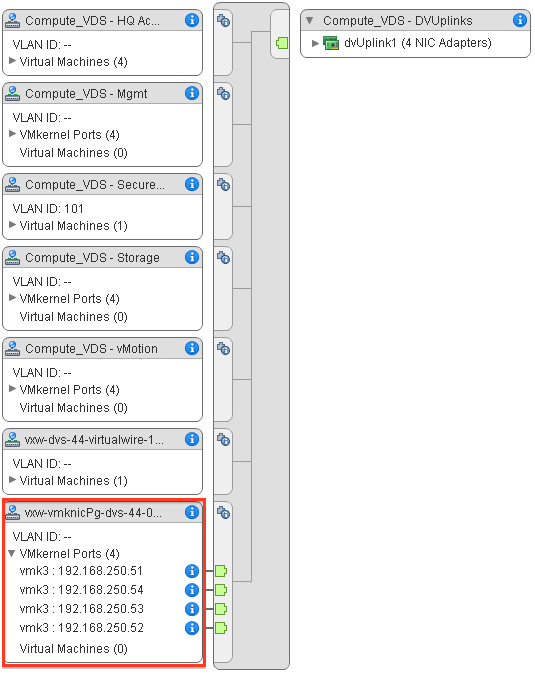 Compute_VDS - HQ Ac...
VLAN ID: --
Virtual Machines (4)
Compute_VDS - Mgmt
VLAN ID: --
VMkernel Ports (4)
Virtual Machines (0)
Compute_VDS - Secure...
VLAN ID: 101
Virtual Machines (1)
Compute_VDS - Storage
VLAN ID: --
VMkernel Ports (4)
Virtual Machines (0)
Compute_VDS - vMotion
VLAN ID: --
VMkernel Ports (4)
Virtual Machines (0)
vxw-dvs-44-virtualwire-1...
VLAN ID: --
Virtual Machines (1)
vxw-vmknicPg-dvs-44-0...
VLAN ID: --
VMkernel Ports (4)
vmk3 : 192.168.250.51
vmk3 : 192.168.250.54
vmk3 : 192.168.250.53
vmk3 : 192.168.250.52
Virtual Machines (0)
Compute_VDS - DVUplinks
dvUplink1 (4 NIC Adapters)